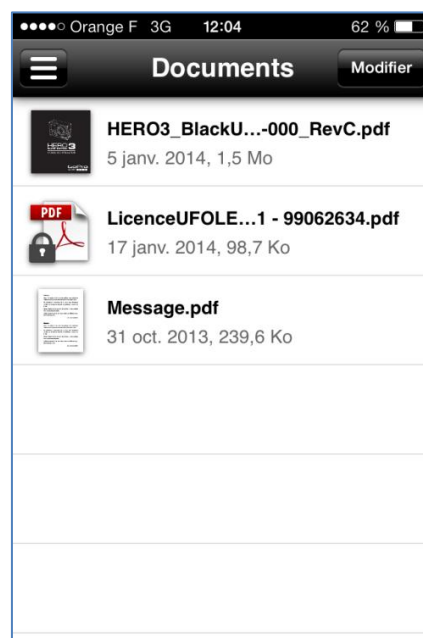 Orange F 3G 12:04 62 %
Documents
Modifier
HERO3_BlackU...-000_RevC.pdf
5 janv. 2014, 1,5 Mo
PDF
LicenceUFOLE...1 - 99062634.pdf
17 janv. 2014, 98,7 Ko
Message.pdf
31 oct. 2013, 239,6 Ko